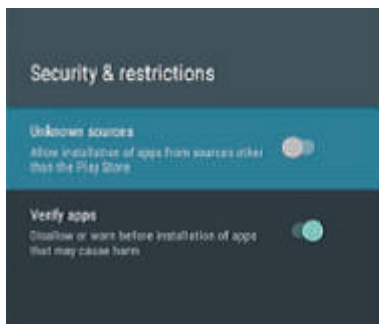 Security & restrictions
Unknown sources
Allow installation of apps from sources other
than the Play Store
Verify apps
Disallow or warn before installation of apps
that may cause harm